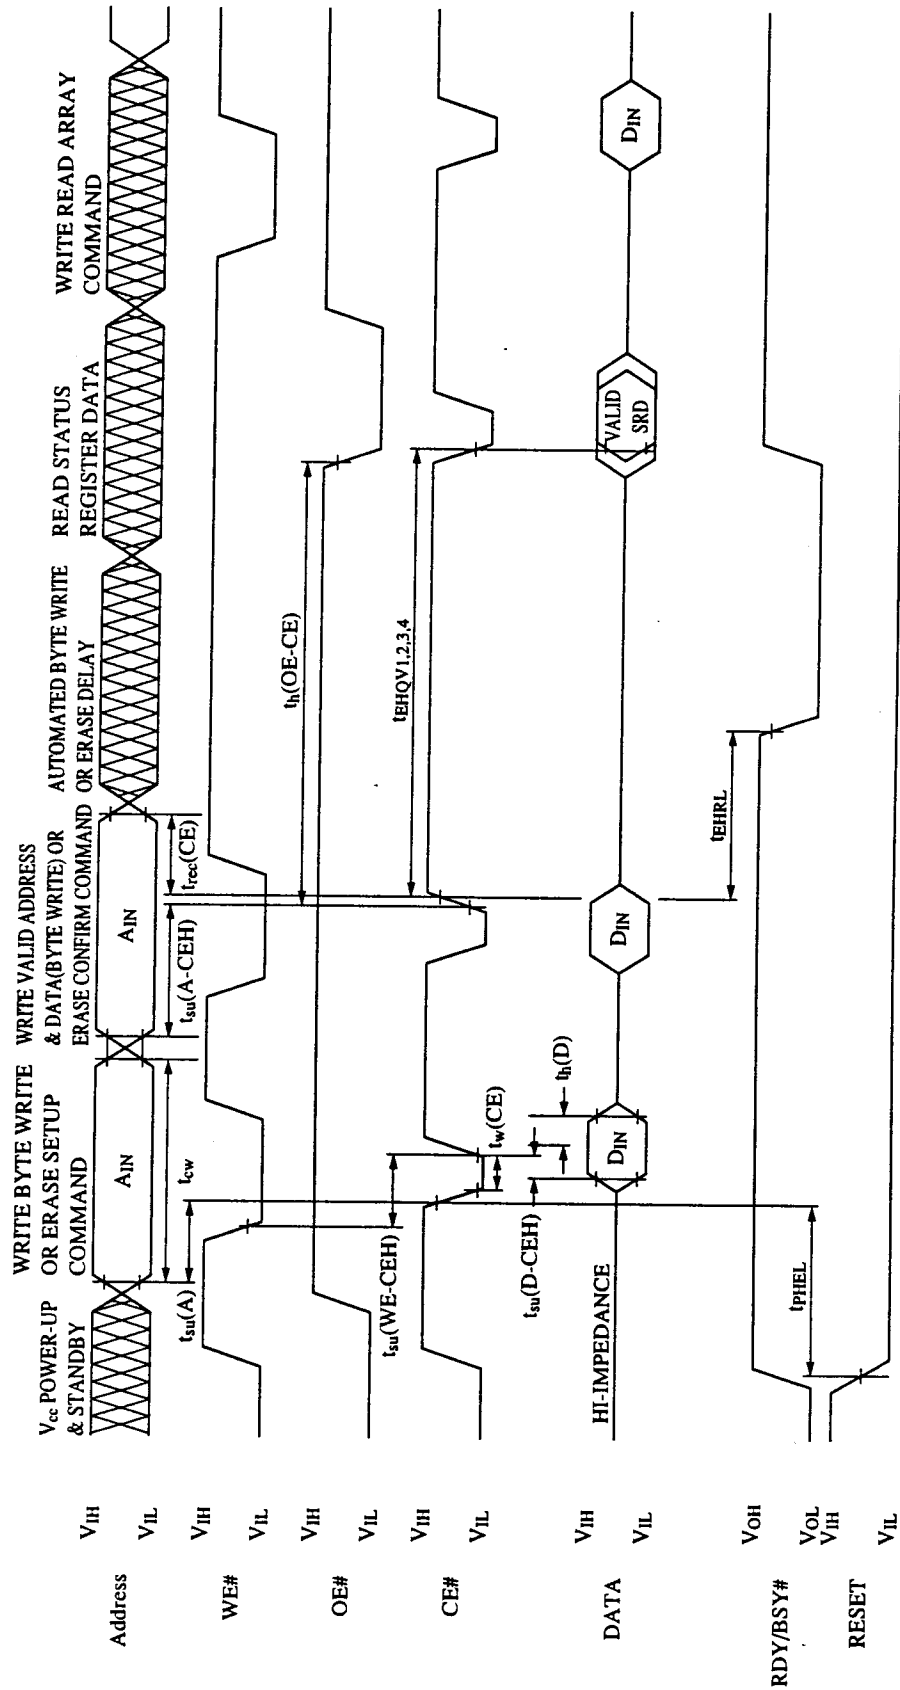 Vcc POWER-UP
& STANDBY
WRITE BYTE WRITE
OR ERASE SETUP
COMMAND
WRITE VALID ADDRESS
& DATA(BYTE WRITE) OR
ERASE CONFIRM COMMAND
AUTOMATED BYTE WRITE
OR ERASE DELAY
READ STATUS
REGISTER DATA
WRITE READ ARRAY
COMMAND
Address
VIH
VIL
AIN
AIN
tsu(A)
tcw
tsu(A-CEH)
trec(CE)
WE#
VIH
VIL
OE#
VIH
VIL
th(OE-CE)
tsu(WE-CEH)
CE#
VIH
VIL
tEHQV1,2,3,4
tw(CE)
tsu(D-CEH)
th(D)
DATA
VIH
VIL
HI-IMPEDANCE
DIN
DIN
VALID
SRD
DIN
RDY/BSY#
VOH
VOL
tEHRL
tPHEL
RESET
VIH
VIL